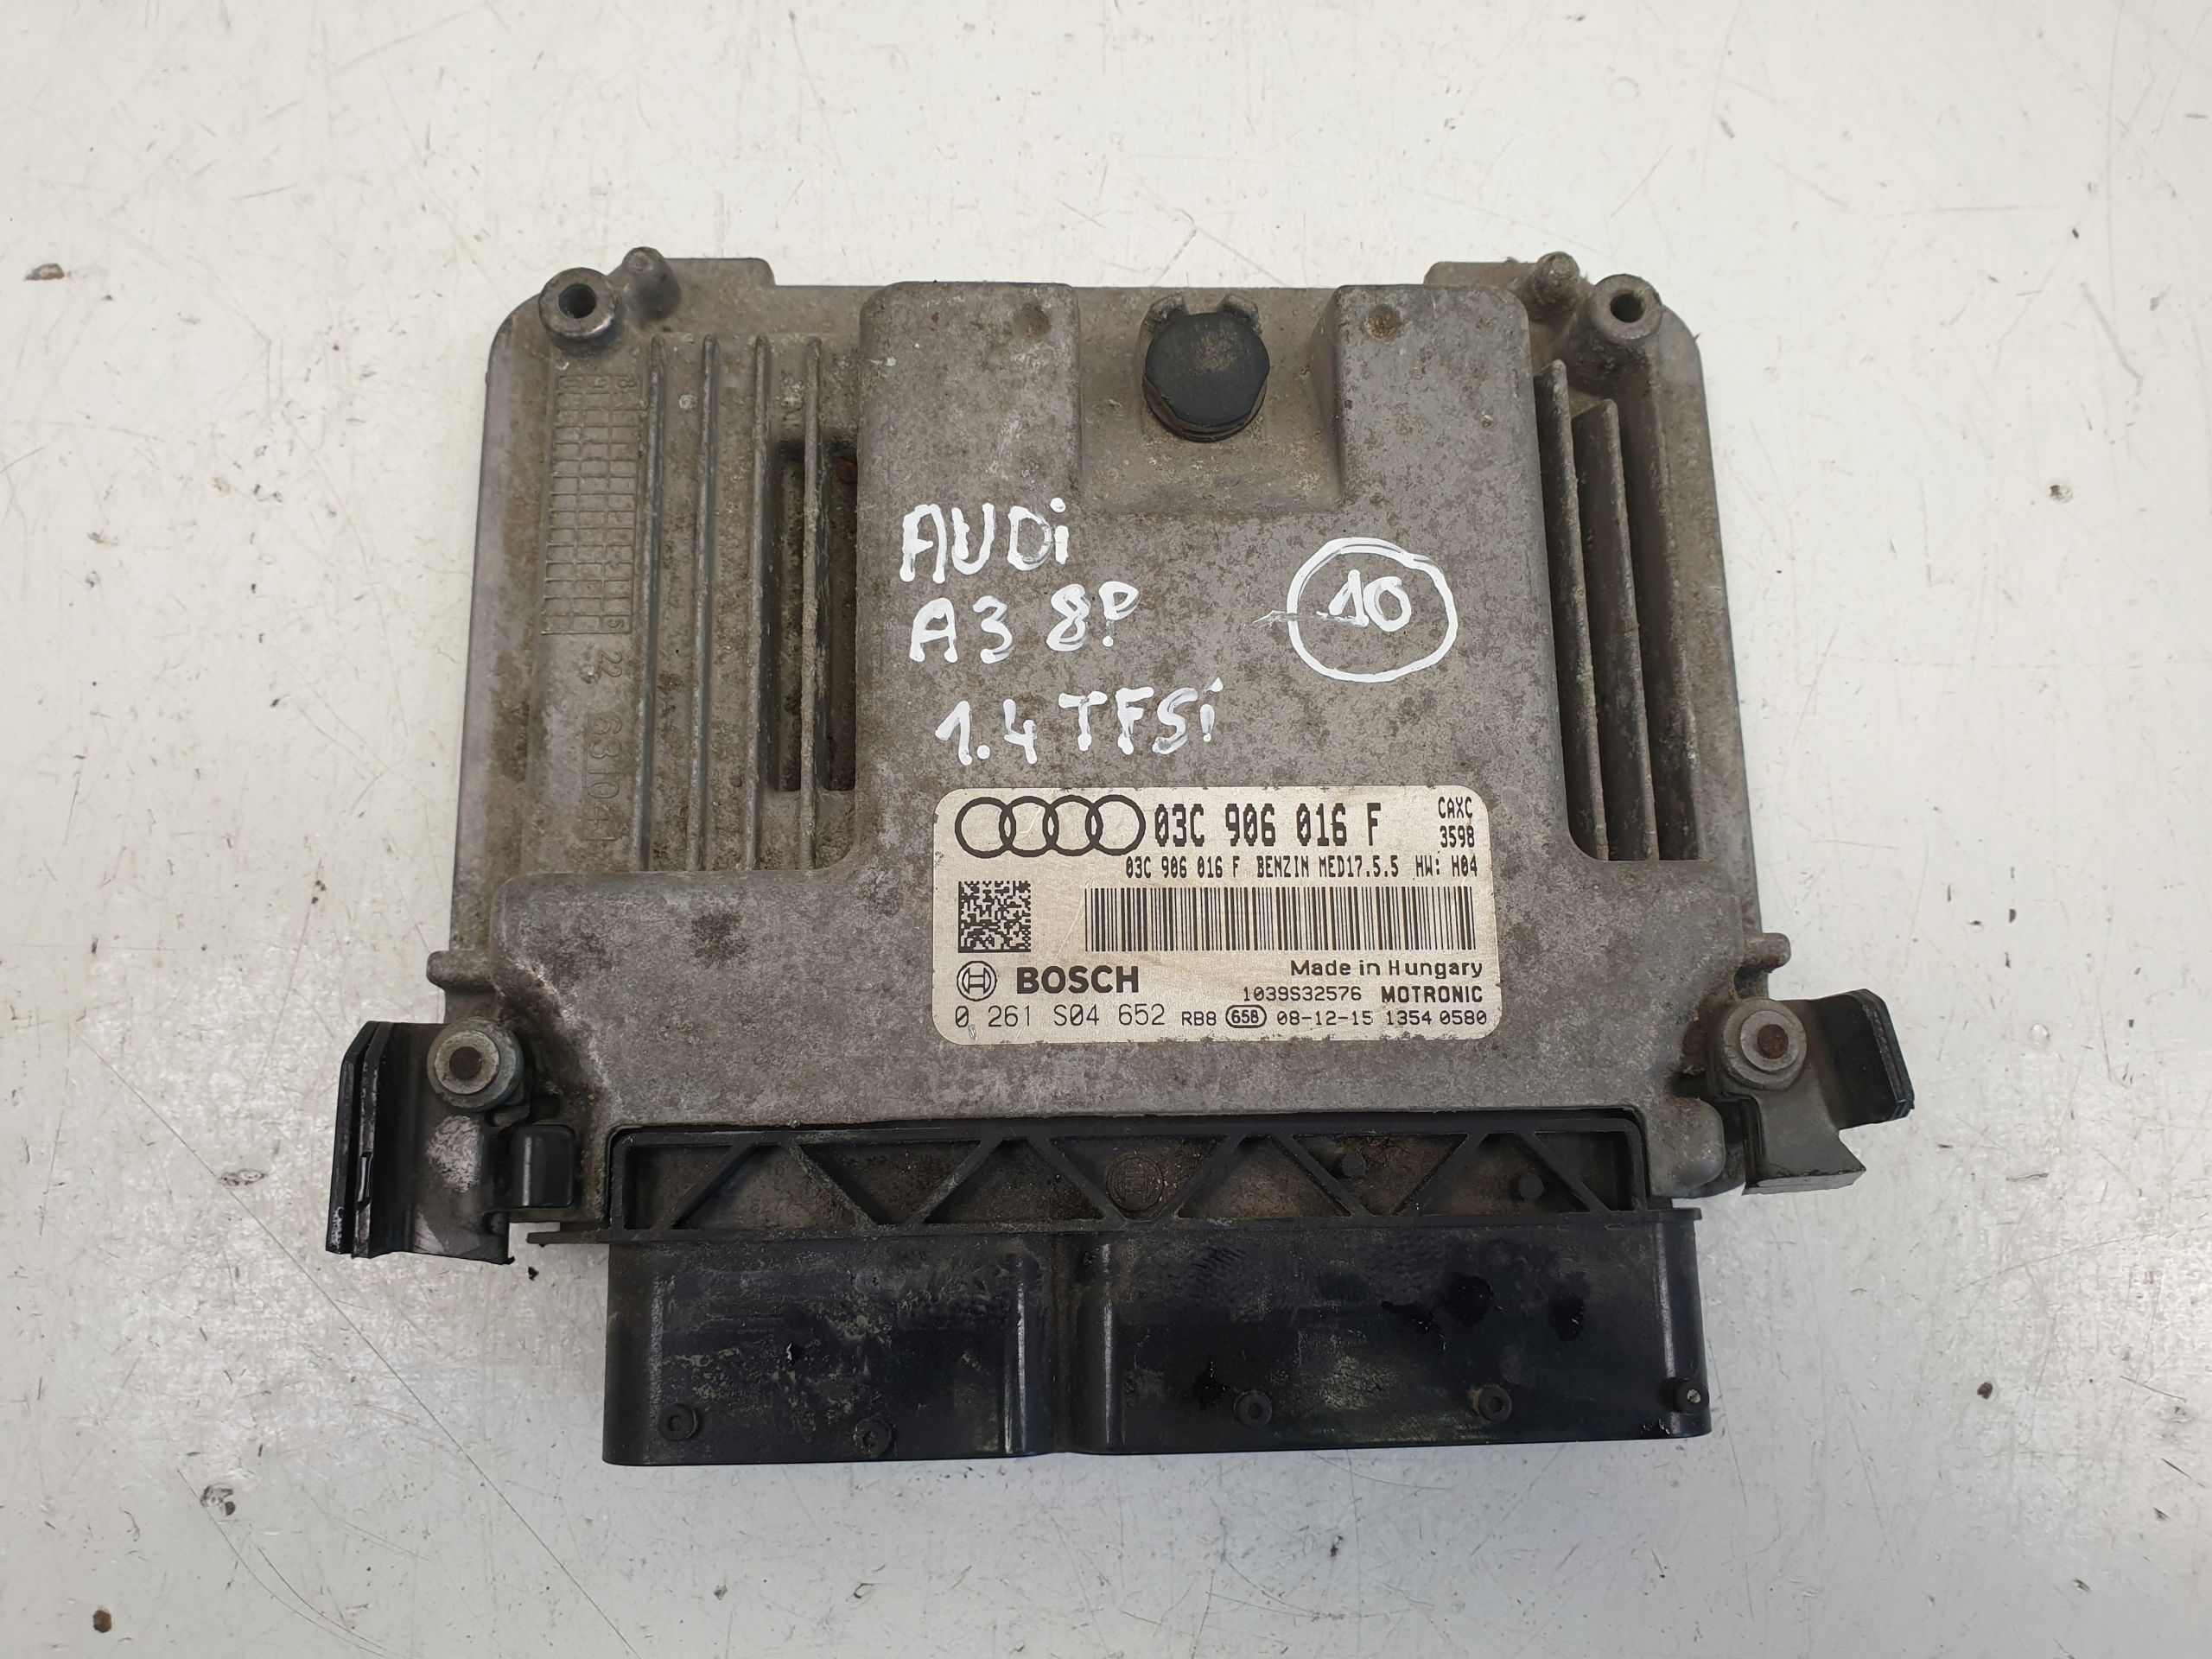 AUDi
A3 8P
10
1.4 TFSi
03C 906 016 F
CAXC
3598
03C 906 016 F BENZIN MED17.5.5 HW: H04
BOSCH
Made in Hungary
1039S32576 MOTRONIC
0 261 S04 652 RB8 65B 08-12-15 1354 0580